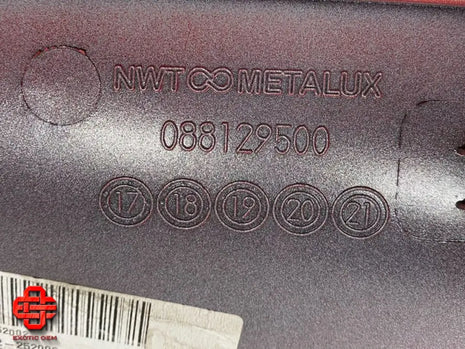 NWT∞METALUX
088129500
17 18 19 20 21
EXOTIC OEM